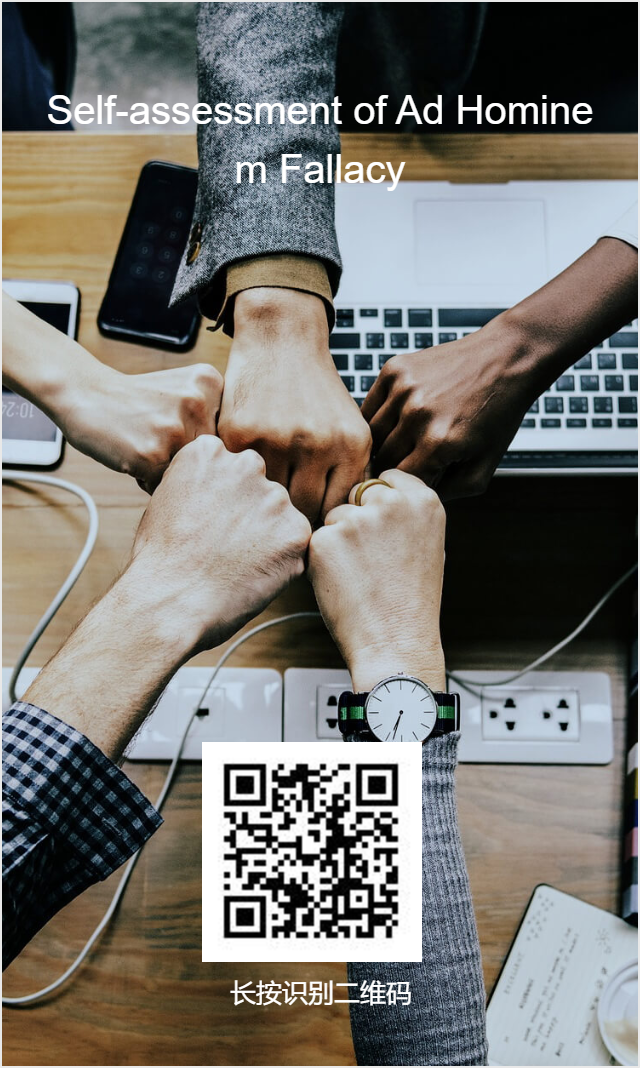 Self-assessment of Ad Homine
m Fallacy
长按识别二维码